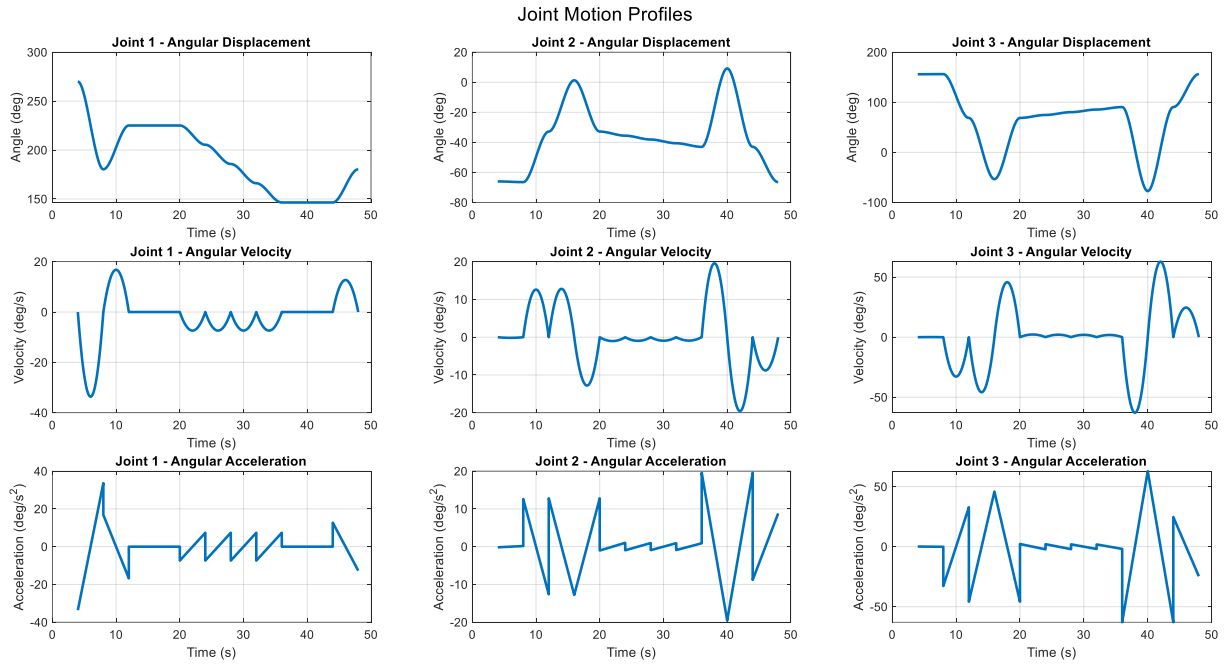 Joint Motion Profiles
Joint 1 - Angular Displacement
300
250
200
150
Angle (deg)
0 10 20 30 40 50
Time (s)
Joint 2 - Angular Displacement
20
0
-20
-40
-60
-80
Angle (deg)
0 10 20 30 40 50
Time (s)
Joint 3 - Angular Displacement
200
100
0
-100
Angle (deg)
0 10 20 30 40 50
Time (s)
Joint 1 - Angular Velocity
20
0
-20
-40
Velocity (deg/s)
0 10 20 30 40 50
Time (s)
Joint 2 - Angular Velocity
20
10
0
-10
-20
Velocity (deg/s)
0 10 20 30 40 50
Time (s)
Joint 3 - Angular Velocity
50
0
-50
Velocity (deg/s)
0 10 20 30 40 50
Time (s)
Joint 1 - Angular Acceleration
40
20
0
-20
-40
Acceleration (deg/s²)
0 10 20 30 40 50
Time (s)
Joint 2 - Angular Acceleration
20
10
0
-10
-20
Acceleration (deg/s²)
0 10 20 30 40 50
Time (s)
Joint 3 - Angular Acceleration
50
0
-50
Acceleration (deg/s²)
0 10 20 30 40 50
Time (s)